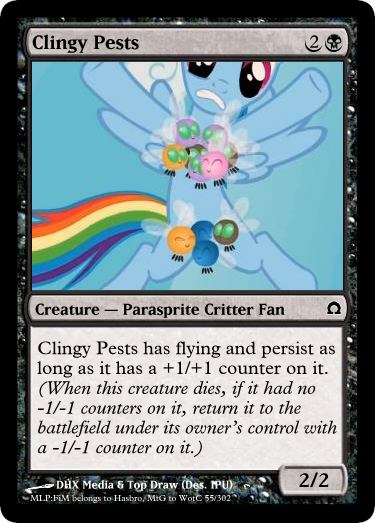 Clingy Pests 2
Creature — Parasprite Critter Fan Ω
Clingy Pests has flying and persist as
long as it has a +1/+1 counter on it.
(When this creature dies, if it had no
-1/-1 counters on it, return it to the
battlefield under its owner's control with
a -1/-1 counter on it.)
DHX Media & Top Draw (Des. IPU)
2/2
MLP:FiM belongs to Hasbro, MtG to WotC 55/302